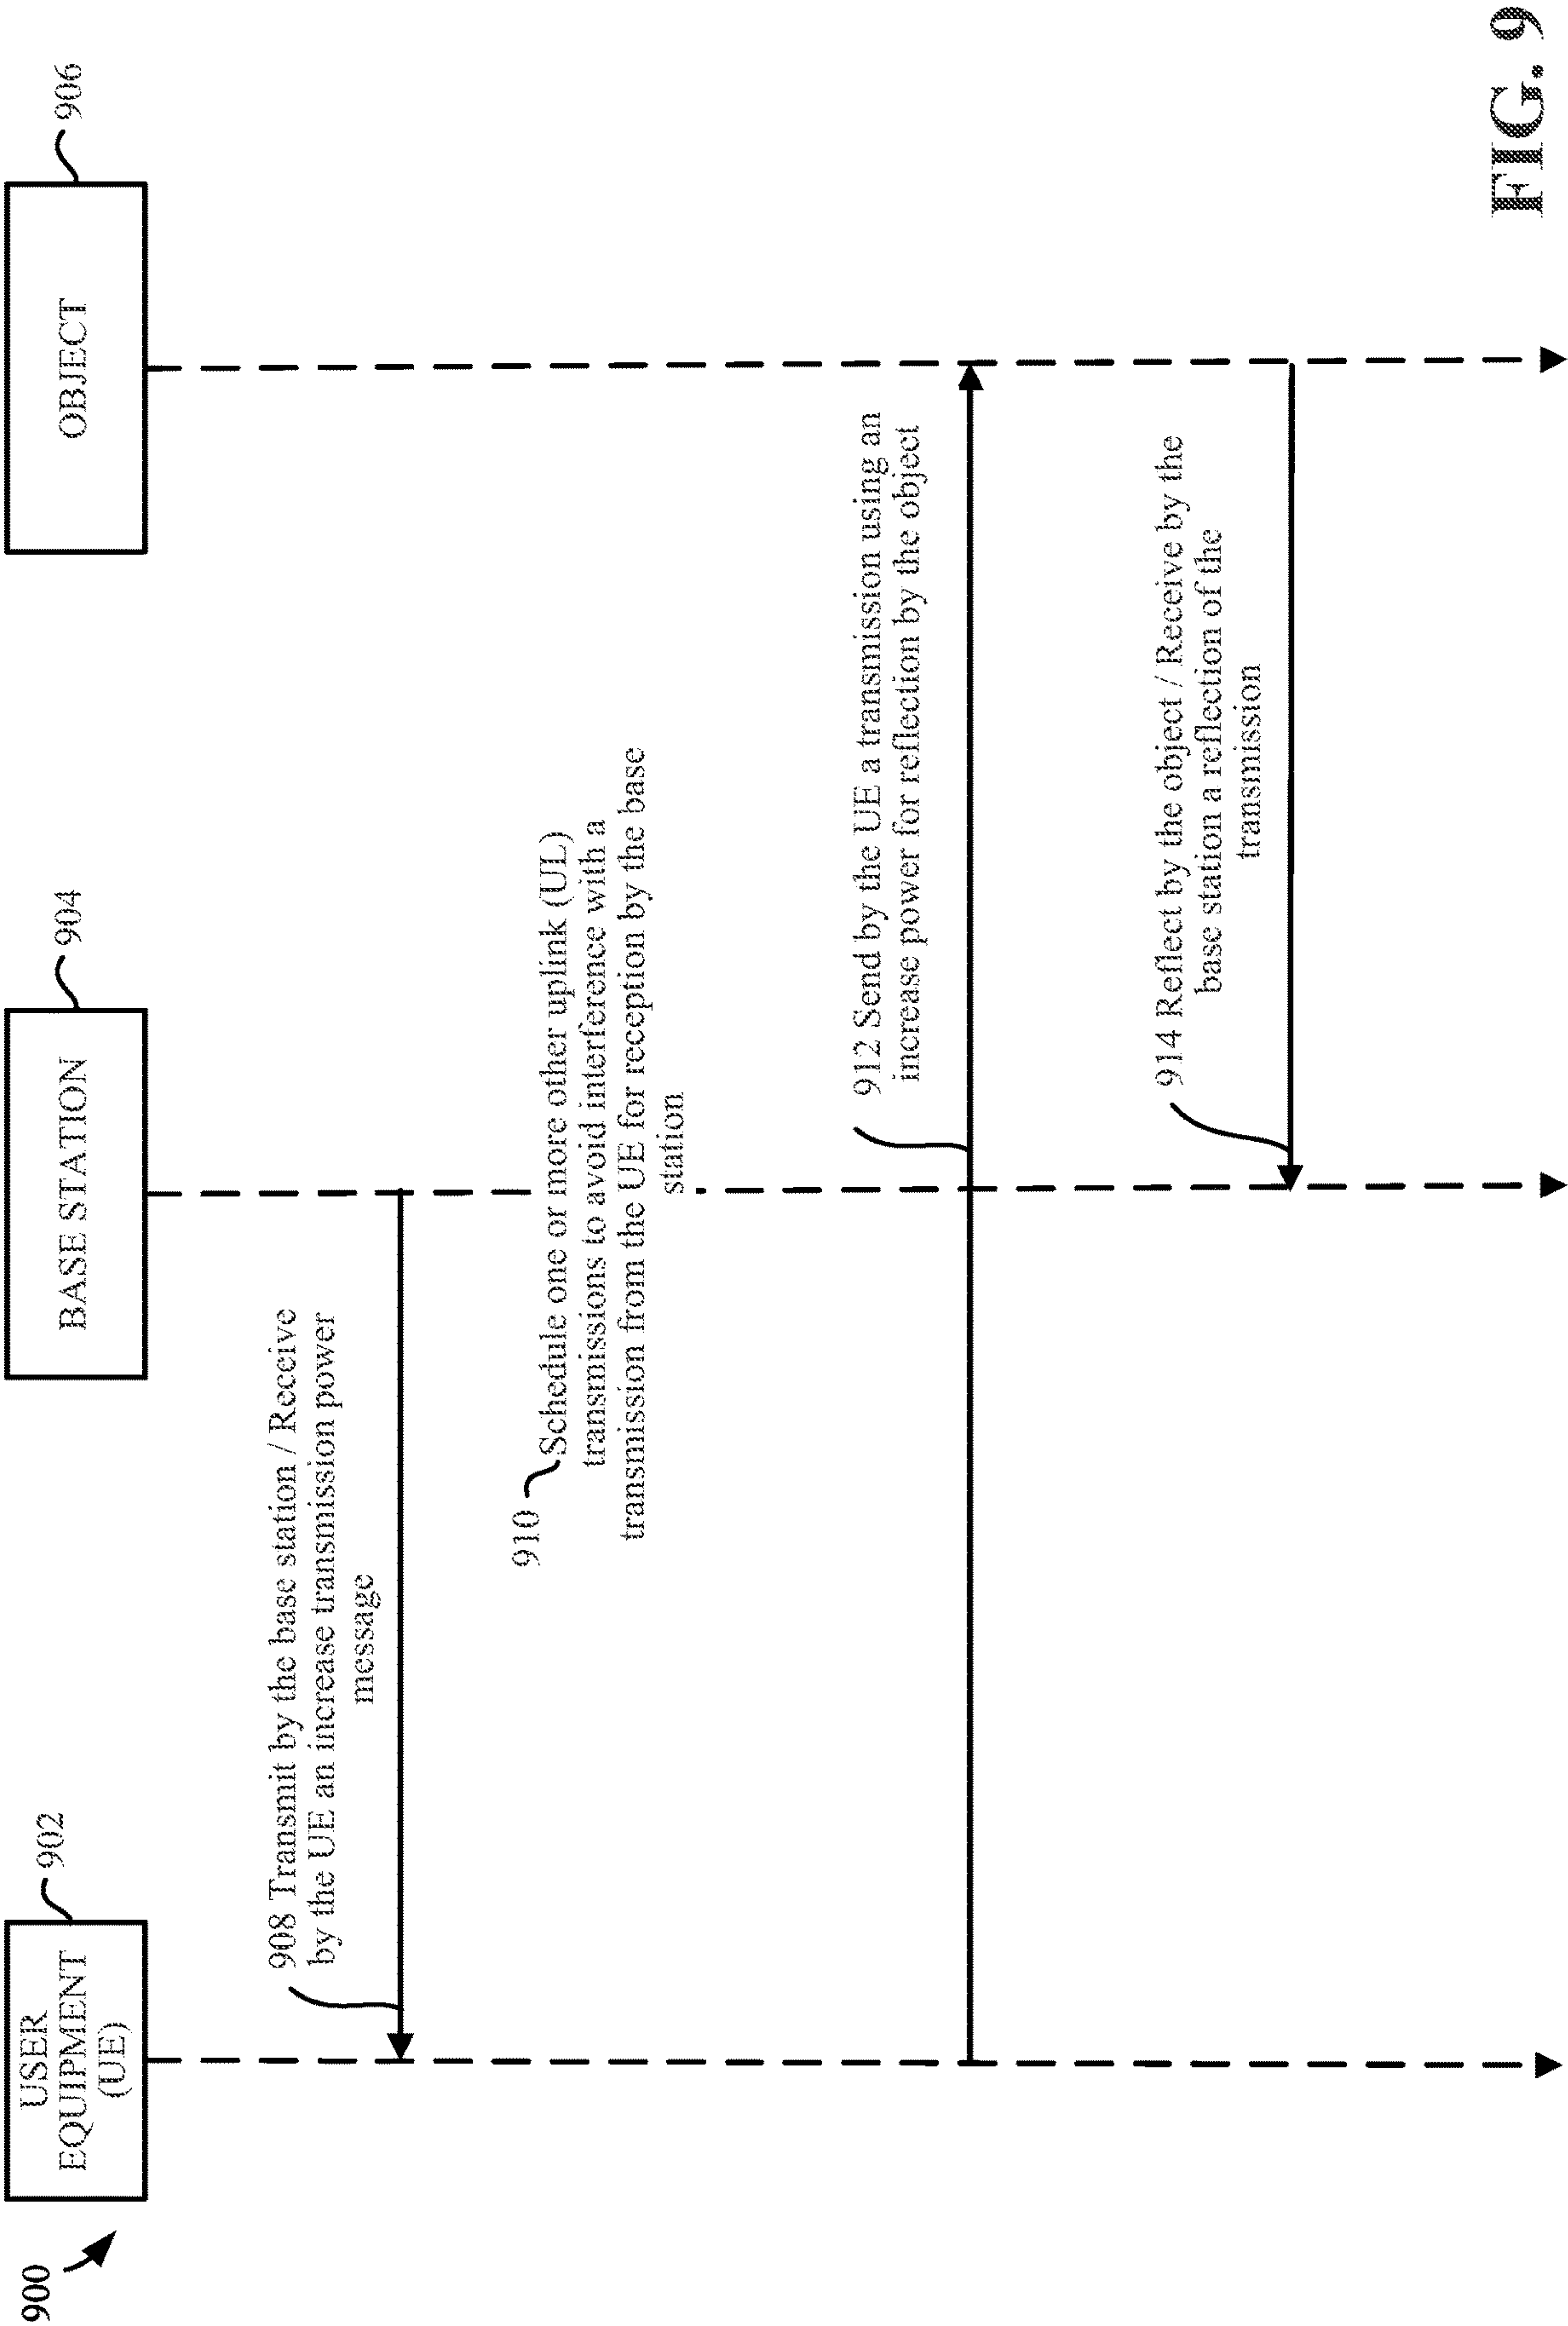 900
USER
EQUIPMENT
(UE)
902
BASE STATION
904
OBJECT
906
908 Transmit by the base station / Receive
by the UE an increase transmission power
message
910
Schedule one or more other uplink (UL)
transmissions to avoid interference with a
transmission from the UE for reception by the base
station
912 Send by the UE a transmission using an
increase power for reflection by the object
914 Reflect by the object / Receive by the
base station a reflection of the
transmission
FIG. 9